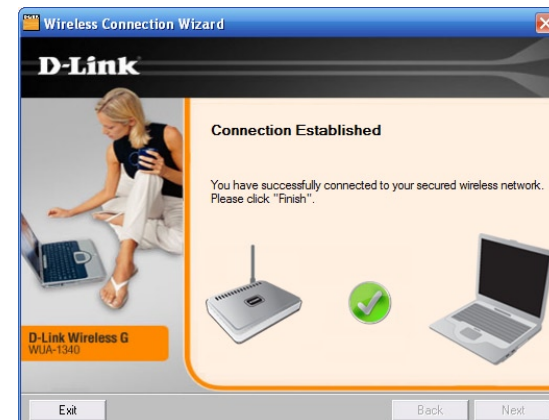 Wireless Connection Wizard
D-Link
Connection Established
You have successfully connected to your secured wireless network.
Please click "Finish".
D-Link Wireless G
WUA-1340
Exit
Back
Next